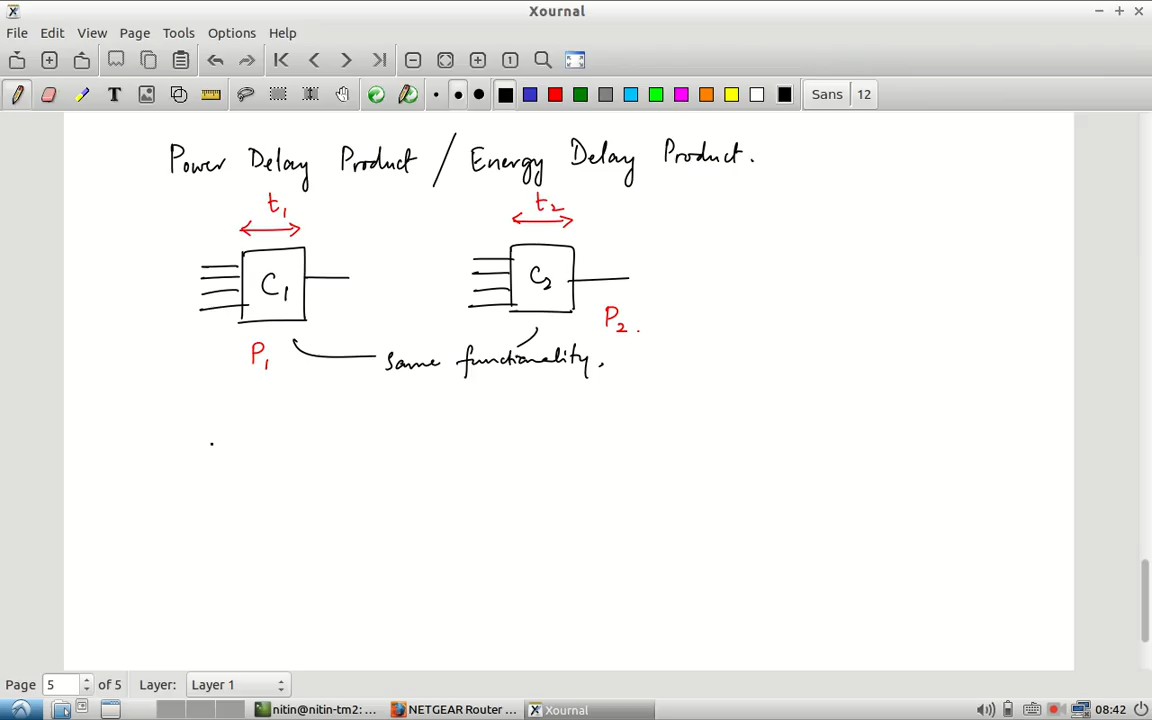 Xournal
File Edit View Page Tools Options Help
Sans 12
Power Delay Product / Energy Delay Product.
t1 t2
C1 C2
P2.
P1 same functionality.
Page 5 of 5 Layer: Layer 1
nitin@nitin-tm2: ... NETGEAR Router ... Xournal 08:42